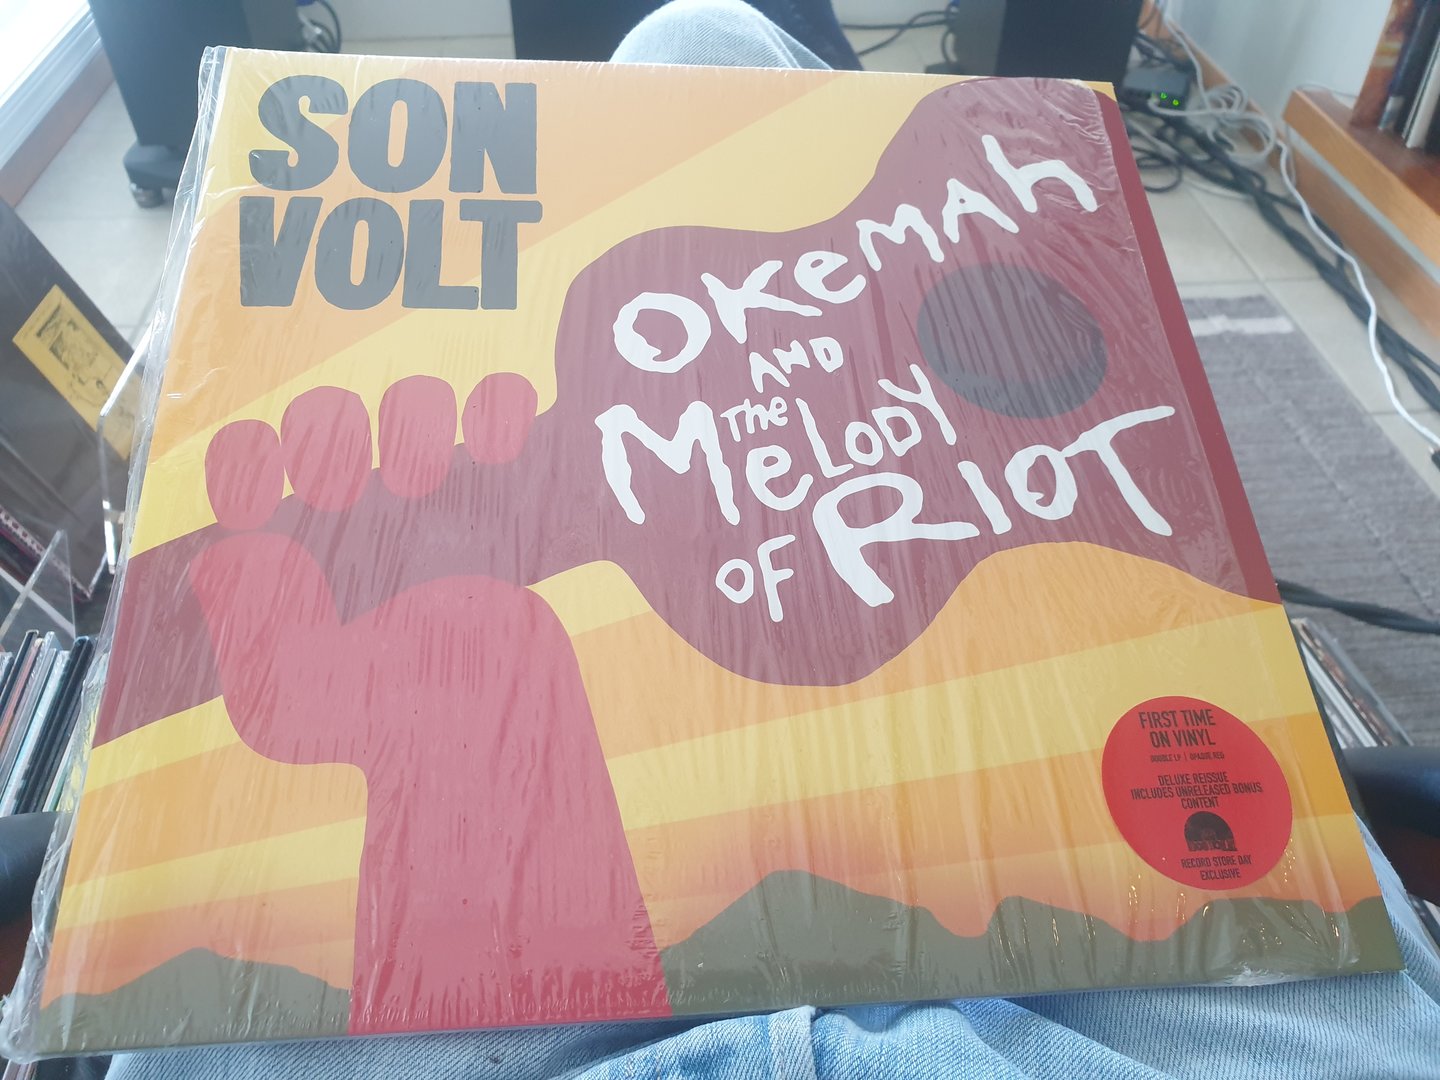 SON
VOLT
OKeMAh
AND
The
MeLODY
OF RIOT
FIRST TIME
ON VINYL
DOUBLE LP | OPAQUE RED
DELUXE REISSUE
INCLUDES UNRELEASED BONUS
CONTENT
RECORD STORE DAY
EXCLUSIVE